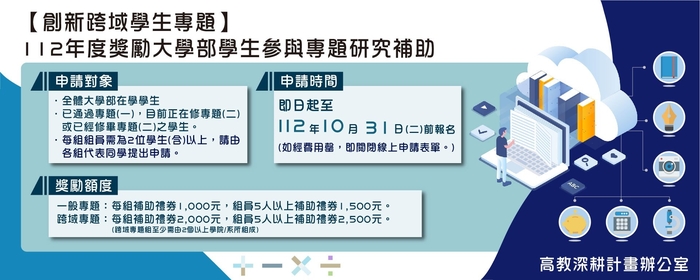 【創新跨域學生專題】
112年度獎勵大學部學生參與專題研究補助
申請對象
·全體大學部在學學生
·已通過專題(一)，目前正在修專題(二)
或已經修畢專題(二)之學生。
·每組組員需為2位學生(含)以上，請由
各組代表同學提出申請。
申請時間
即日起至
112年10月31日(二)前報名
(如經費用罄，即關閉線上申請表單。)
獎勵額度
一般專題：每組補助禮券1,000元，組員5人以上補助禮券1,500元。
跨域專題：每組補助禮券2,000元，組員5人以上補助禮券2,500元。
(跨域專題組至少需由2個以上學院/系所組成)
ABC
高教深耕計畫辦公室